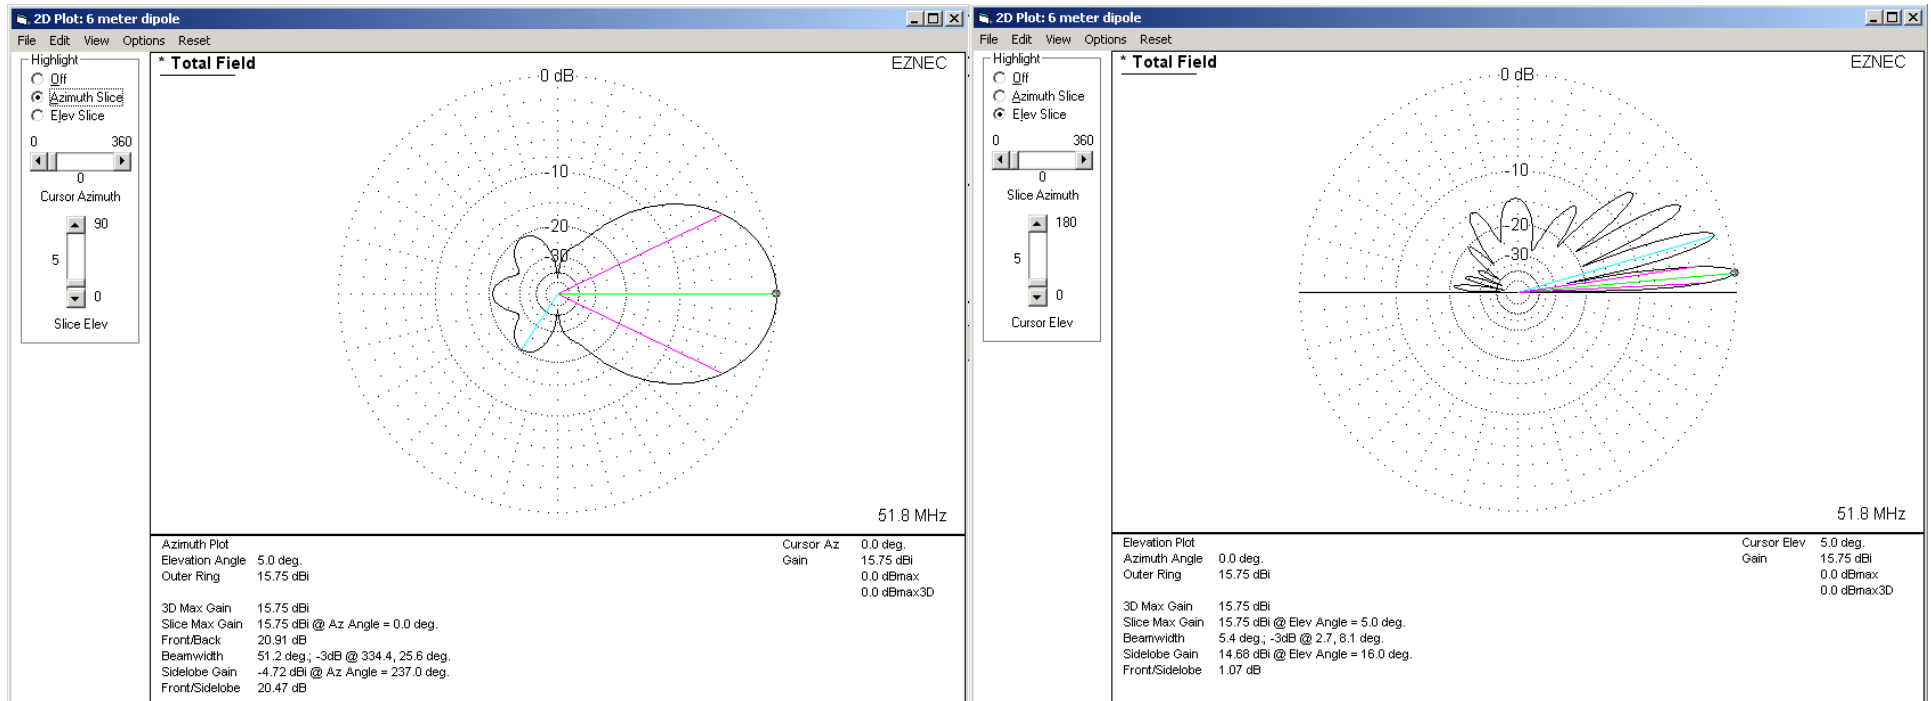 2D Plot: 6 meter dipole
File Edit View Options Reset
Highlight
Off
Azimuth Slice
Elev Slice
0 360
0
Cursor Azimuth
90
5
0
Slice Elev
* Total Field
EZNEC
0 dB
-10
-20
-30
51.8 MHz
Azimuth Plot
Elevation Angle 5.0 deg.
Outer Ring 15.75 dBi
3D Max Gain 15.75 dBi
Slice Max Gain 15.75 dBi @ Az Angle = 0.0 deg.
Front/Back 20.91 dB
Beamwidth 51.2 deg.; -3dB @ 334.4, 25.6 deg.
Sidelobe Gain -4.72 dBi @ Az Angle = 237.0 deg.
Front/Sidelobe 20.47 dB
Cursor Az 0.0 deg.
Gain 15.75 dBi
0.0 dBmax
0.0 dBmax3D
2D Plot: 6 meter dipole
File Edit View Options Reset
Highlight
Off
Azimuth Slice
Elev Slice
0 360
0
Slice Azimuth
180
5
0
Cursor Elev
* Total Field
EZNEC
0 dB
-10
-20
-30
51.8 MHz
Elevation Plot
Azimuth Angle 0.0 deg.
Outer Ring 15.75 dBi
3D Max Gain 15.75 dBi
Slice Max Gain 15.75 dBi @ Elev Angle = 5.0 deg.
Beamwidth 5.4 deg.; -3dB @ 2.7, 8.1 deg.
Sidelobe Gain 14.68 dBi @ Elev Angle = 16.0 deg.
Front/Sidelobe 1.07 dB
Cursor Elev 5.0 deg.
Gain 15.75 dBi
0.0 dBmax
0.0 dBmax3D